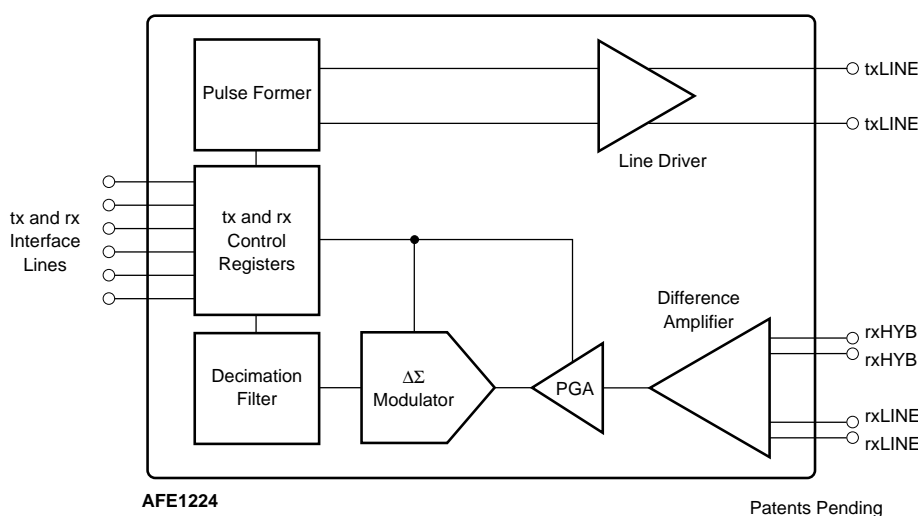 Pulse Former
txLINE
txLINE
Line Driver
tx and rx
Interface
Lines
tx and rx
Control
Registers
Difference
Amplifier
rxHYB
rxHYB
Decimation
Filter
ΔΣ
Modulator
PGA
rxLINE
rxLINE
AFE1224
Patents Pending